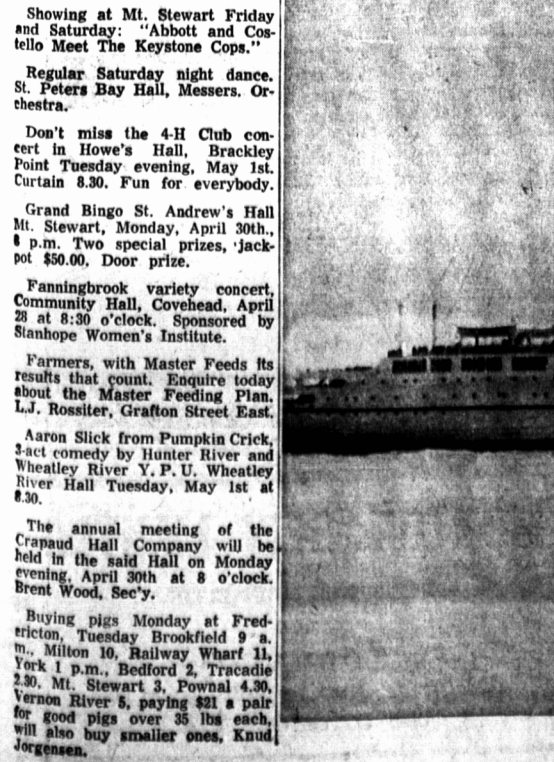 Showing at Mt. Stewart Friday
and Saturday: "Abbott and Cos-
tello Meet The Keystone Cops."
Regular Saturday night dance.
St. Peters Bay Hall, Messers. Or-
chestra.
Don't miss the 4-H Club con-
cert in Howe's Hall, Brackley
Point Tuesday evening, May 1st.
Curtain 8.30. Fun for everybody.
Grand Bingo St. Andrew's Hall
Mt. Stewart, Monday, April 30th.,
8 p.m. Two special prizes, jack-
pot $50.00, Door prize.
Fanningbrook variety concert,
Community Hall, Covehead, April
28 at 8:30 o'clock. Sponsored by
Stanhope Women's Institute.
Farmers, with Master Feeds its
results that count. Enquire today
about the Master Feeding Plan.
L.J. Rossiter, Grafton Street East.
Aaron Slick from Pumpkin Crick,
3-act comedy by Hunter River and
Wheatley River Y. P. U. Wheatley
River Hall Tuesday, May 1st at
8.30.
The annual meeting of the
Crapaud Hall Company will be
held in the said Hall on Monday
evening, April 30th at 8 o'clock.
Brent Wood, Sec'y.
Buying pigs Monday at Fred-
ericton, Tuesday Brookfield 9 a.
m., Milton 10, Railway Wharf 11,
York 1 p.m., Bedford 2, Tracadie
2.30, Mt. Stewart 3, Pownal 4.30,
Vernon River 5, paying $21 a pair
for good pigs over 35 lbs each,
will also buy smaller ones, Knud
Jorgensen.